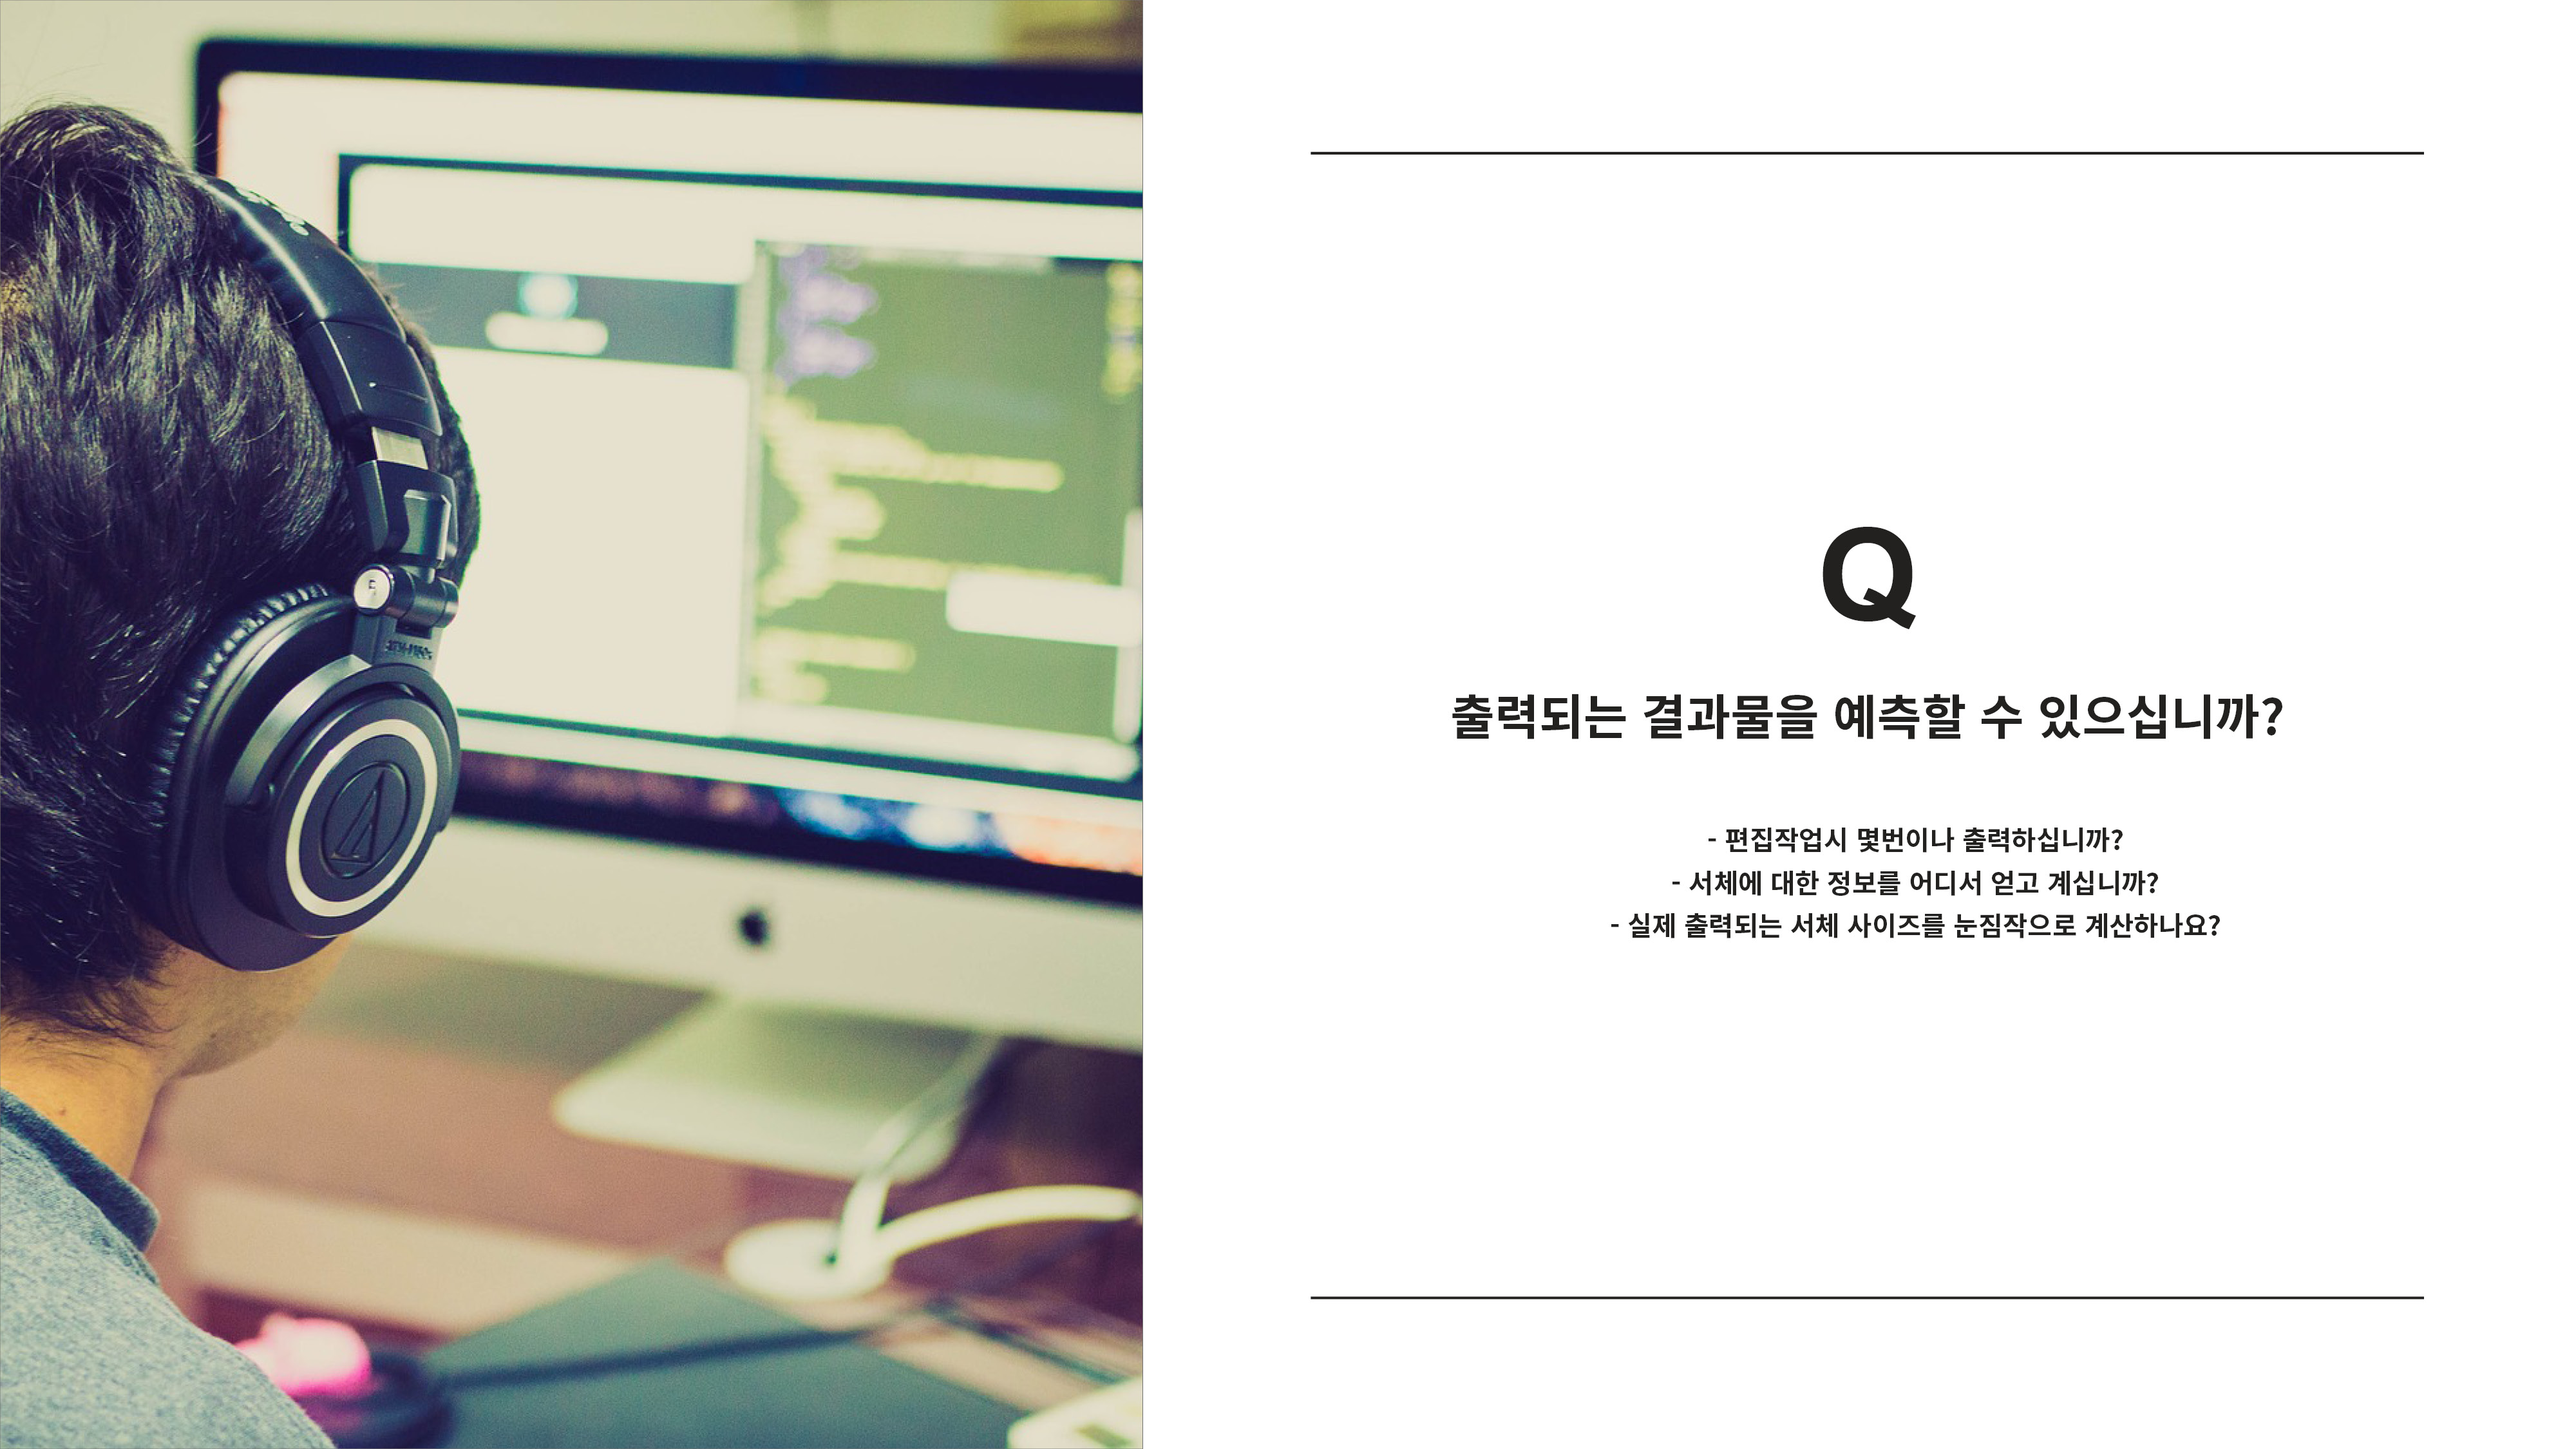 Q
출력되는 결과물을 예측할 수 있으십니까?
- 편집작업시 몇번이나 출력하십니까?
- 서체에 대한 정보를 어디서 얻고 계십니까?
- 실제 출력되는 서체 사이즈를 눈짐작으로 계산하나요?